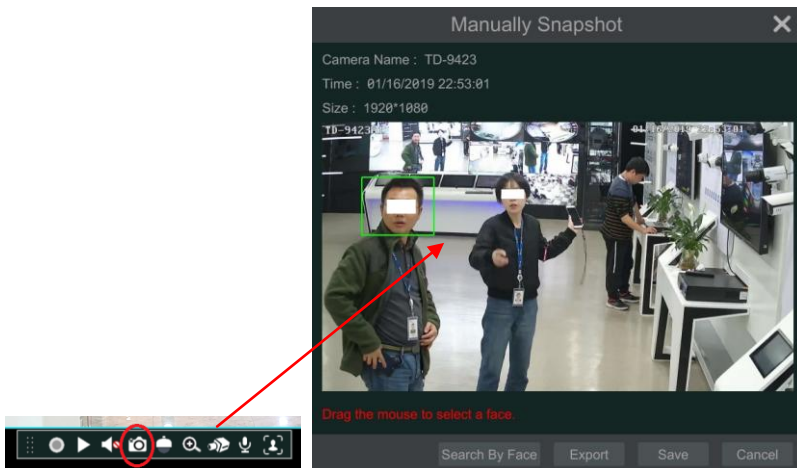 Manually Snapshot
Camera Name : TD-9423
Time : 01/16/2019 22:53:01
Size : 1920*1080
TD-9423
01/16/2019 22:53:01
Drag the mouse to select a face.
Search By Face
Export
Save
Cancel